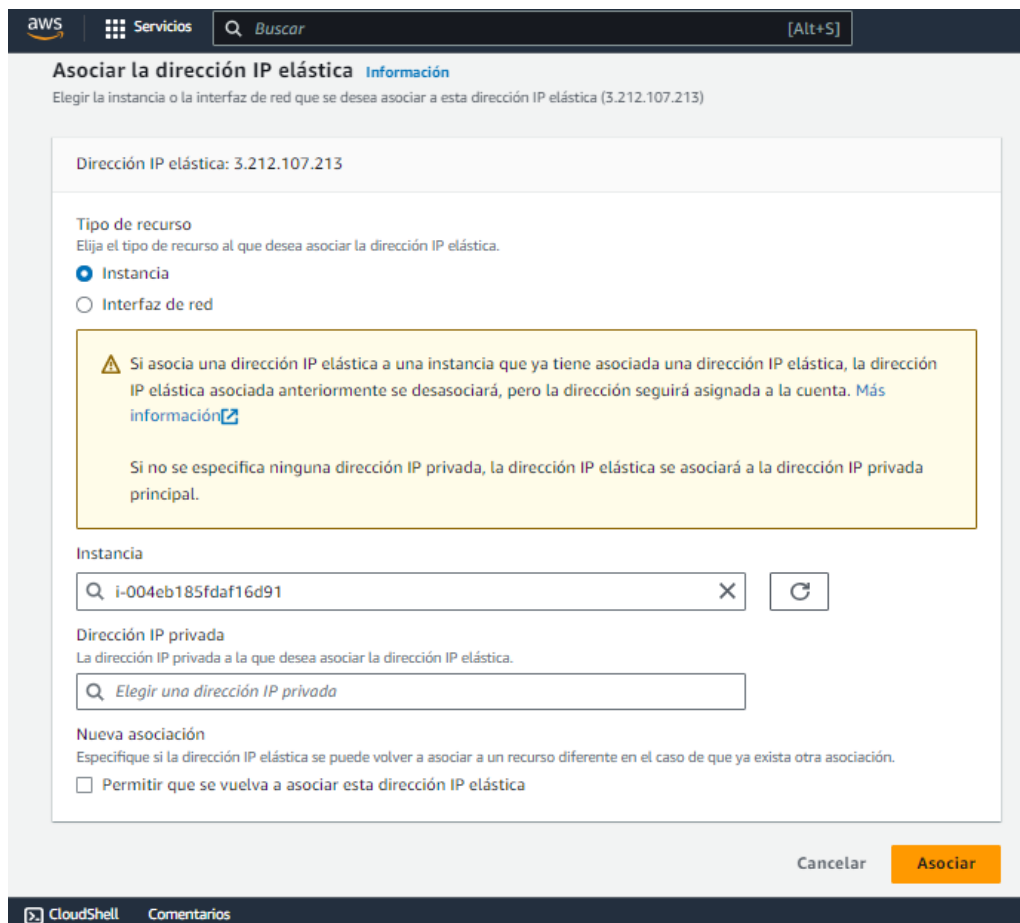 aws
Servicios
Buscar
[Alt+S]
Asociar la dirección IP elástica Información
Elegir la instancia o la interfaz de red que se desea asociar a esta dirección IP elástica (3.212.107.213)
Dirección IP elástica: 3.212.107.213
Tipo de recurso
Elija el tipo de recurso al que desea asociar la dirección IP elástica.
Instancia
Interfaz de red
Si asocia una dirección IP elástica a una instancia que ya tiene asociada una dirección IP elástica, la dirección
IP elástica asociada anteriormente se desasociará, pero la dirección seguirá asignada a la cuenta. Más
información
Si no se especifica ninguna dirección IP privada, la dirección IP elástica se asociará a la dirección IP privada
principal.
Instancia
i-004eb185fdaf16d91
Dirección IP privada
La dirección IP privada a la que desea asociar la dirección IP elástica.
Elegir una dirección IP privada
Nueva asociación
Especifique si la dirección IP elástica se puede volver a asociar a un recurso diferente en el caso de que ya exista otra asociación.
Permitir que se vuelva a asociar esta dirección IP elástica
Cancelar
Asociar
CloudShell
Comentarios